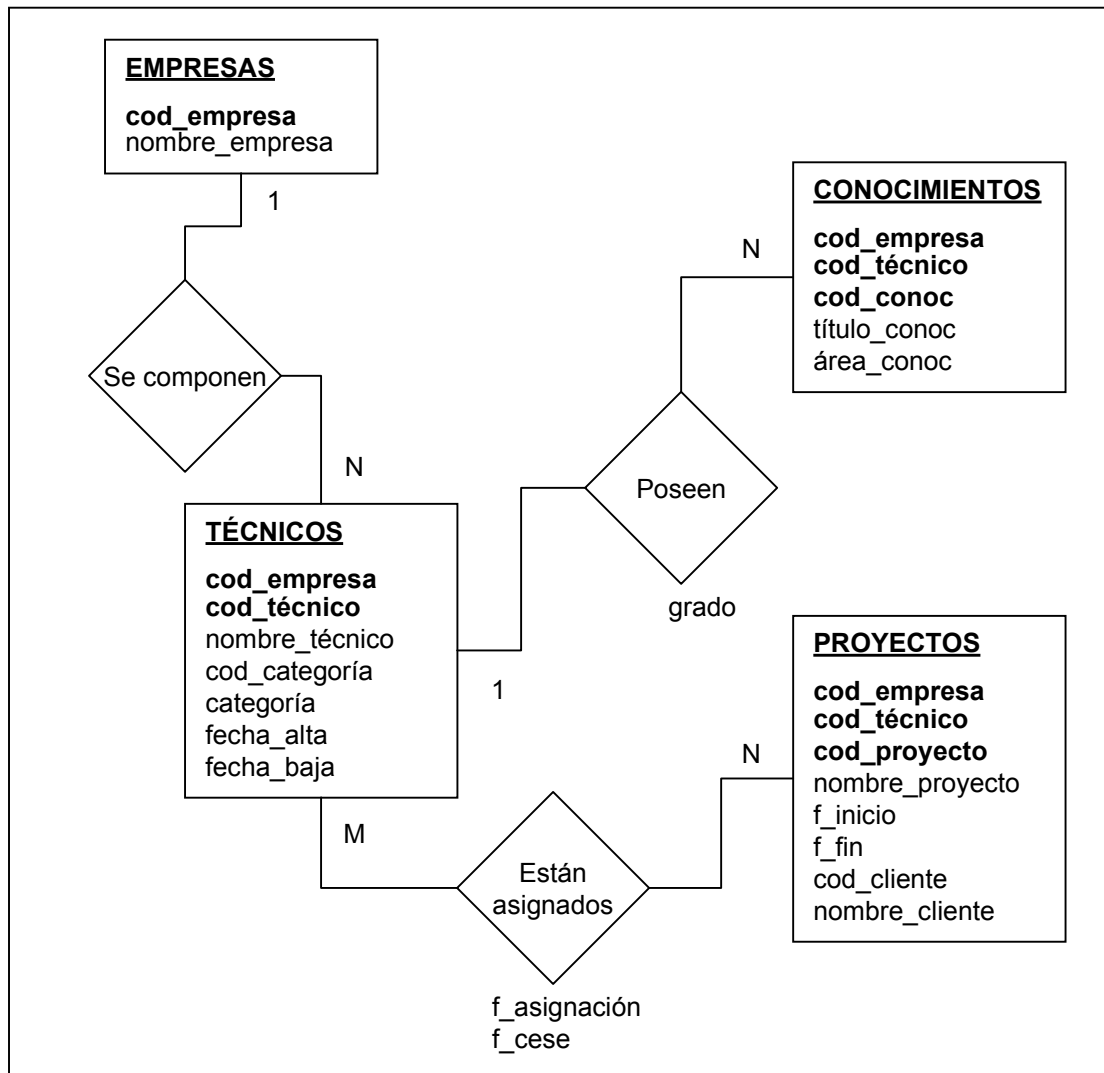 EMPRESAS
cod_empresa
nombre_empresa
1
Se componen
N
CONOCIMIENTOS
cod_empresa
cod_técnico
cod_conoc
título_conoc
área_conoc
N
Poseen
grado
1
TÉCNICOS
cod_empresa
cod_técnico
nombre_técnico
cod_categoría
categoría
fecha_alta
fecha_baja
M
Están
asignados
f_asignación
f_cese
N
PROYECTOS
cod_empresa
cod_técnico
cod_proyecto
nombre_proyecto
f_inicio
f_fin
cod_cliente
nombre_cliente